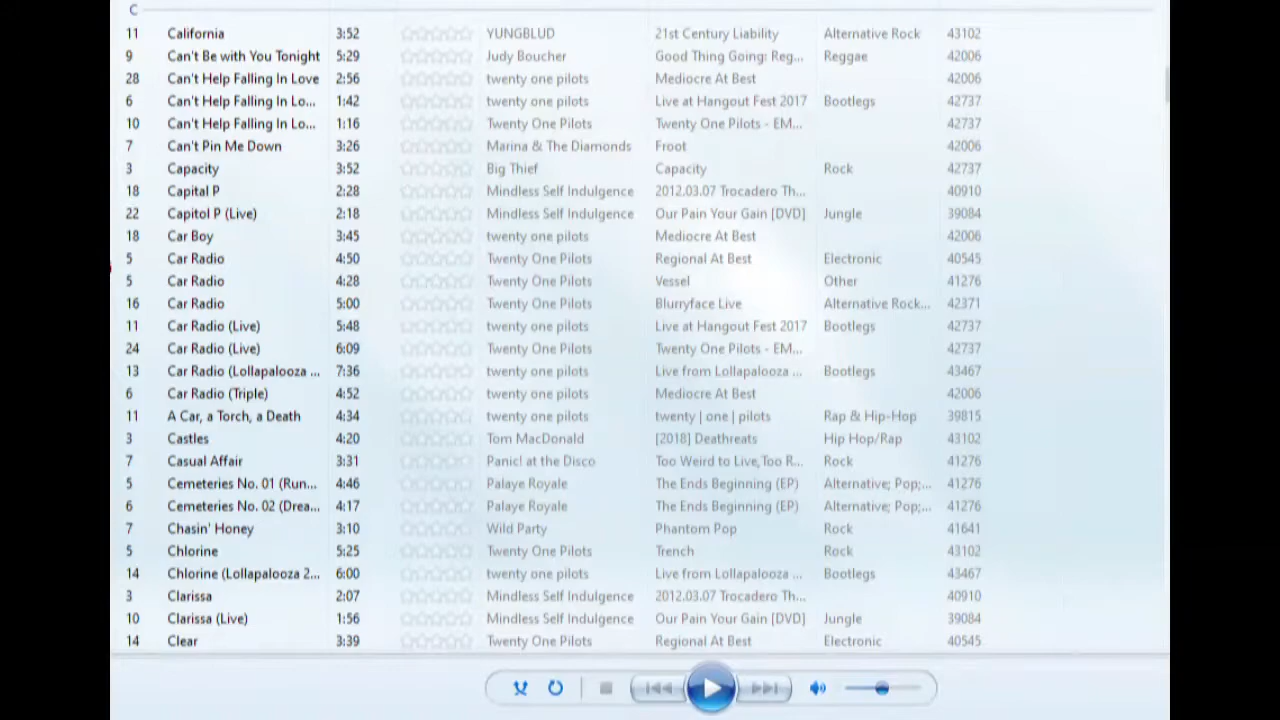 C
11 California 3:52 YUNGBLUD 21st Century Liability Alternative Rock 43102
9 Can't Be with You Tonight 5:29 Judy Boucher Good Thing Going: Reg... Reggae 42006
28 Can't Help Falling In Love 2:56 twenty one pilots Mediocre At Best 42006
6 Can't Help Falling In Lo... 1:42 twenty one pilots Live at Hangout Fest 2017 Bootlegs 42737
10 Can't Help Falling In Lo... 1:16 Twenty One Pilots Twenty One Pilots - EM... 42737
7 Can't Pin Me Down 3:26 Marina & The Diamonds Froot 42006
3 Capacity 3:52 Big Thief Capacity Rock 42737
18 Capital P 2:28 Mindless Self Indulgence 2012.03.07 Trocadero Th... 40910
22 Capitol P (Live) 2:18 Mindless Self Indulgence Our Pain Your Gain [DVD] Jungle 39084
18 Car Boy 3:45 twenty one pilots Mediocre At Best 42006
5 Car Radio 4:50 Twenty One Pilots Regional At Best Electronic 40545
5 Car Radio 4:28 Twenty One Pilots Vessel Other 41276
16 Car Radio 5:00 Twenty One Pilots Blurryface Live Alternative Rock... 42371
11 Car Radio (Live) 5:48 twenty one pilots Live at Hangout Fest 2017 Bootlegs 42737
24 Car Radio (Live) 6:09 Twenty One Pilots Twenty One Pilots - EM... 42737
13 Car Radio (Lollapalooza ... 7:36 twenty one pilots Live from Lollapalooza ... Bootlegs 43467
6 Car Radio (Triple) 4:52 twenty one pilots Mediocre At Best 42006
11 A Car, a Torch, a Death 4:34 twenty one pilots twenty | one | pilots Rap & Hip-Hop 39815
3 Castles 4:20 Tom MacDonald [2018] Deathreats Hip Hop/Rap 43102
7 Casual Affair 3:31 Panic! at the Disco Too Weird to Live, Too R... Rock 41276
5 Cemeteries No. 01 (Run... 4:46 Palaye Royale The Ends Beginning (EP) Alternative; Pop;... 41276
6 Cemeteries No. 02 (Drea... 4:17 Palaye Royale The Ends Beginning (EP) Alternative; Pop;... 41276
7 Chasin' Honey 3:10 Wild Party Phantom Pop Rock 41641
5 Chlorine 5:25 Twenty One Pilots Trench Rock 43102
14 Chlorine (Lollapalooza 2... 6:00 twenty one pilots Live from Lollapalooza ... Bootlegs 43467
3 Clarissa 2:07 Mindless Self Indulgence 2012.03.07 Trocadero Th... 40910
10 Clarissa (Live) 1:56 Mindless Self Indulgence Our Pain Your Gain [DVD] Jungle 39084
14 Clear 3:39 Twenty One Pilots Regional At Best Electronic 40545